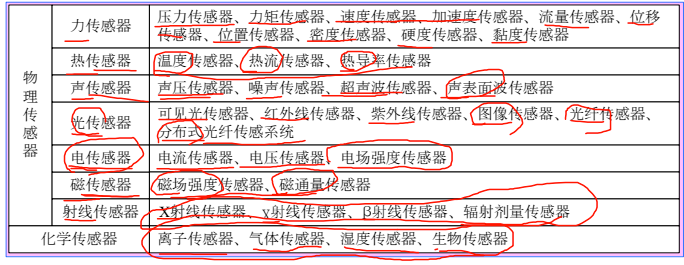 物理传感器
力传感器
压力传感器、力矩传感器、速度传感器、加速度传感器、流量传感器、位移
传感器、位置传感器、密度传感器、硬度传感器、黏度传感器
热传感器
温度传感器、热流传感器、热导率传感器
声传感器
声压传感器、噪声传感器、超声波传感器、声表面波传感器
光传感器
可见光传感器、红外线传感器、紫外线传感器、图像传感器、光纤传感器、
分布式光纤传感系统
电传感器
电流传感器、电压传感器、电场强度传感器
磁传感器
磁场强度传感器、磁通量传感器
射线传感器
X射线传感器、γ射线传感器、β射线传感器、辐射剂量传感器
化学传感器
离子传感器、气体传感器、湿度传感器、生物传感器